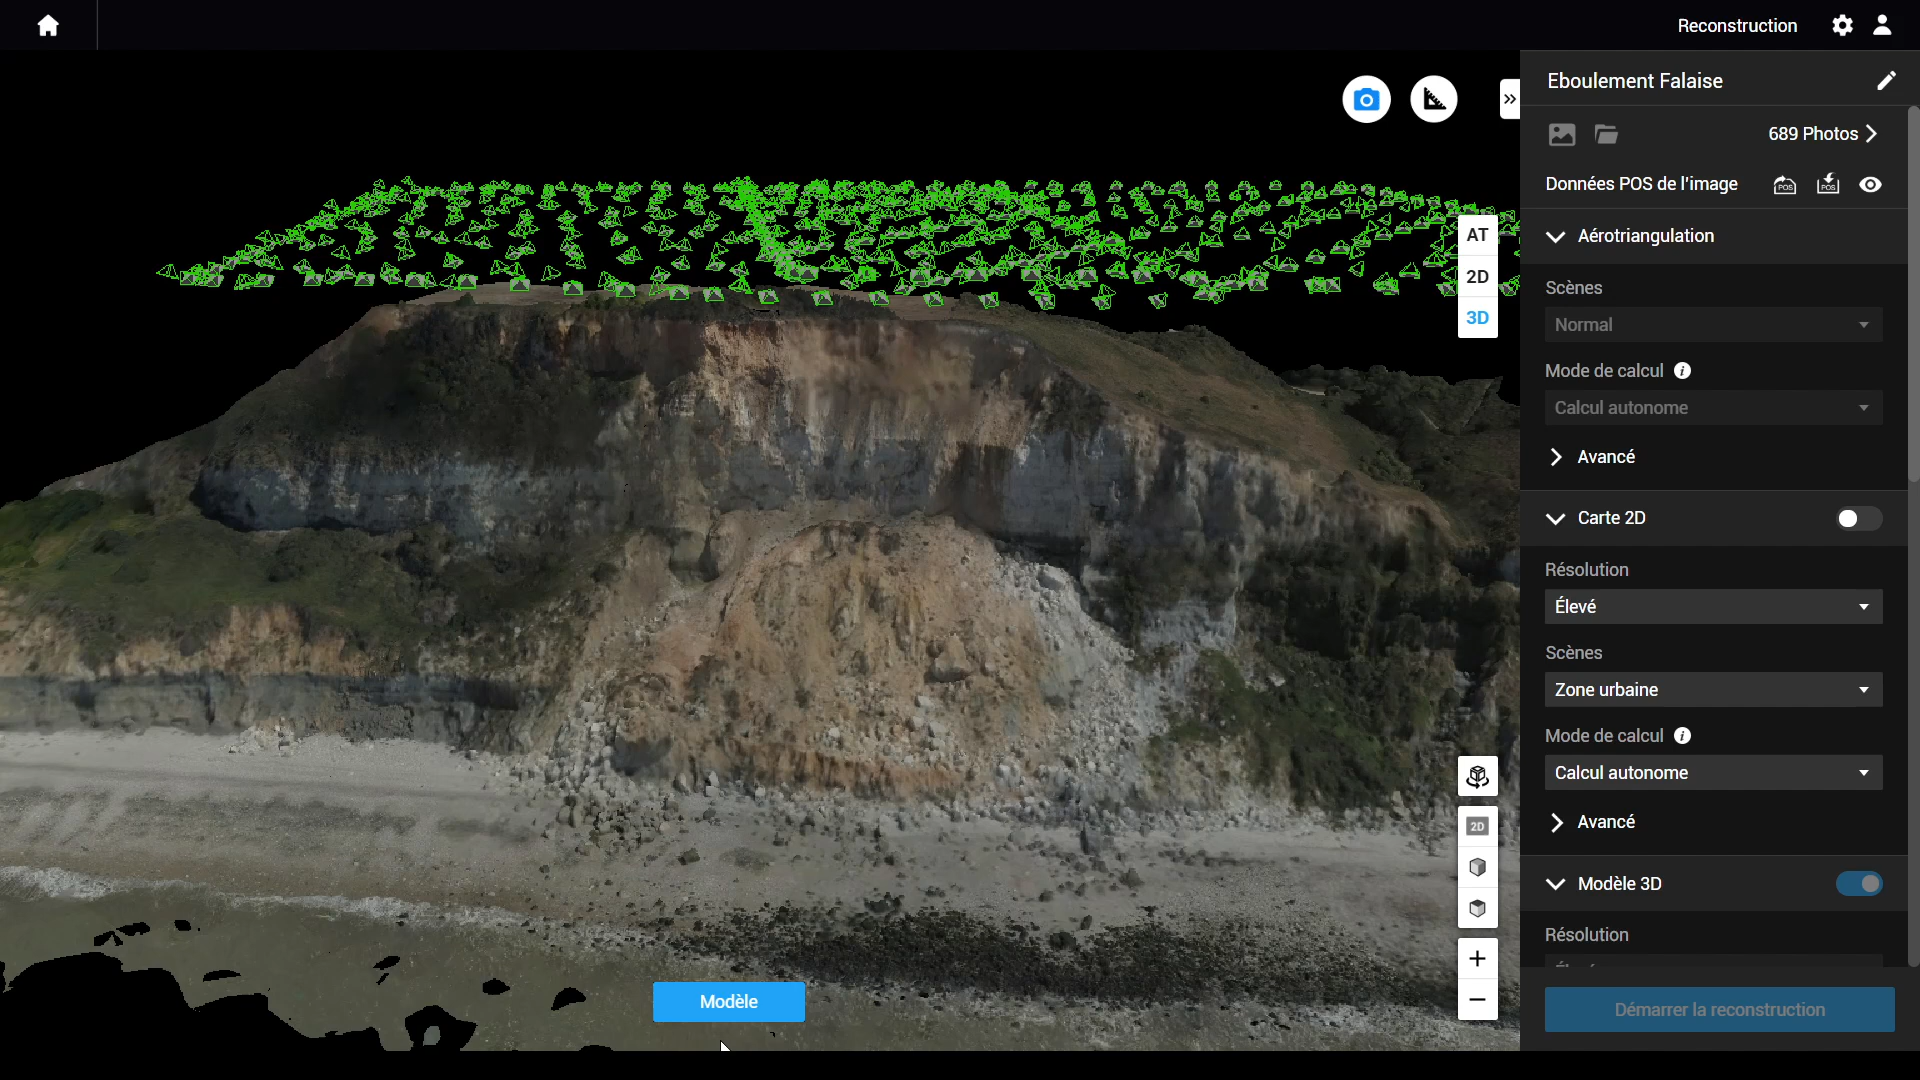 Reconstruction
Eboulement Falaise
689 Photos
Données POS de l'image
POS
POS
AT
2D
3D
Aérotriangulation
Scènes
Normal
Mode de calcul
Calcul autonome
Avancé
Carte 2D
Résolution
Élevé
Scènes
Zone urbaine
Mode de calcul
Calcul autonome
Avancé
2D
Modèle 3D
Résolution
Modèle
Démarrer la reconstruction